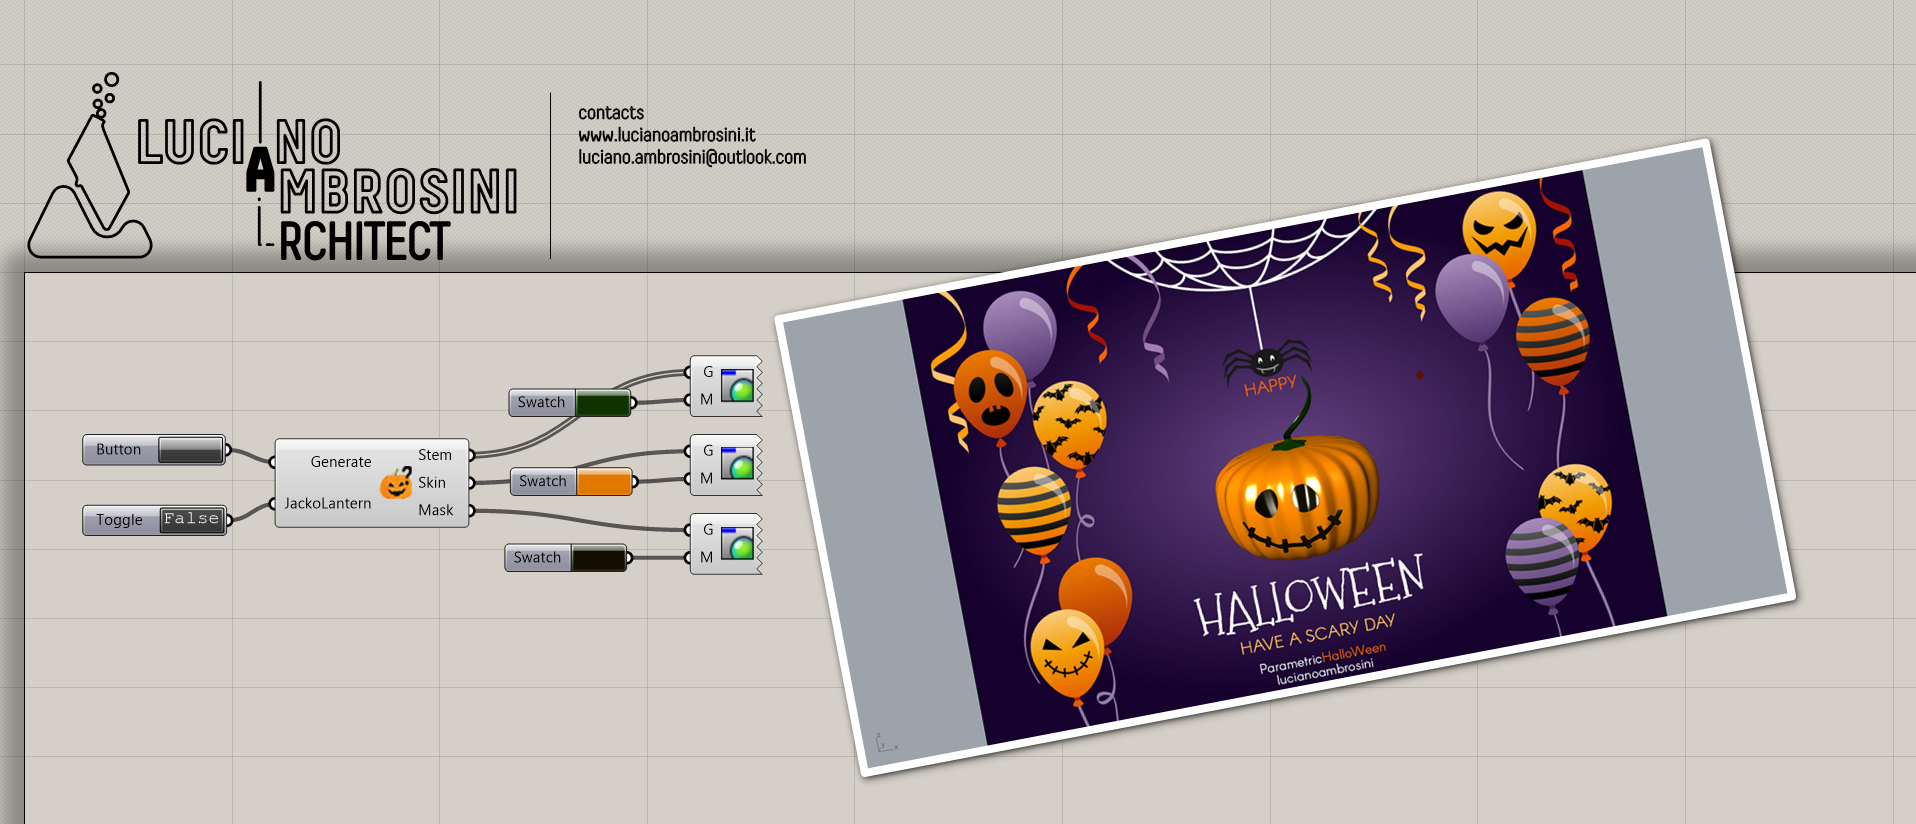 LUCIANO
AMBROSINI
ARCHITECT
contacts
www.lucianoambrosini.it
luciano.ambrosini@outlook.com
Button
Toggle False
Generate
JackoLantern
Stem
Skin
Mask
Swatch
G
M
Swatch
G
M
Swatch
G
M
HAPPY
HALLOWEEN
HAVE A SCARY DAY
ParametricHalloWeen
lucianoambrosini
z
y
x